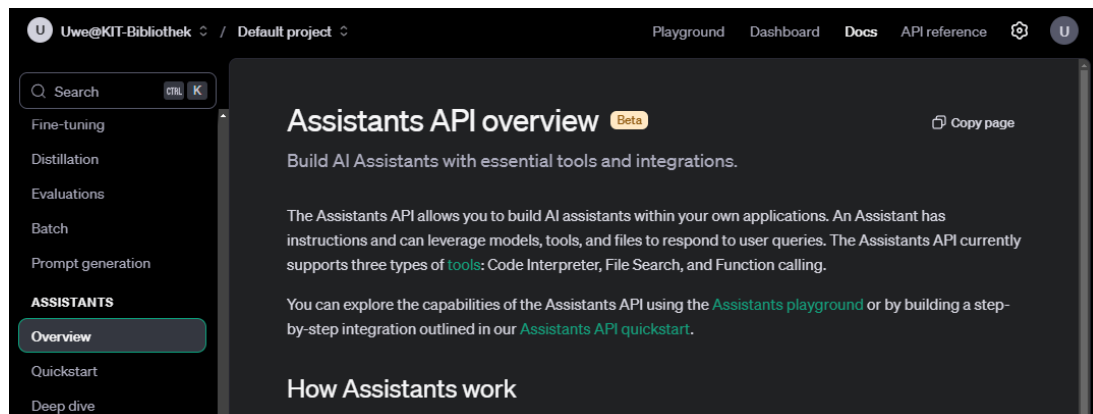 U Uwe@KIT-Bibliothek / Default project Playground Dashboard Docs API reference U
Search CTRL K
Fine-tuning
Distillation
Evaluations
Batch
Prompt generation
ASSISTANTS
Overview
Quickstart
Deep dive
Assistants API overview Beta
Copy page
Build AI Assistants with essential tools and integrations.
The Assistants API allows you to build AI assistants within your own applications. An Assistant has
instructions and can leverage models, tools, and files to respond to user queries. The Assistants API currently
supports three types of tools: Code Interpreter, File Search, and Function calling.
You can explore the capabilities of the Assistants API using the Assistants playground or by building a step-
by-step integration outlined in our Assistants API quickstart.
How Assistants work